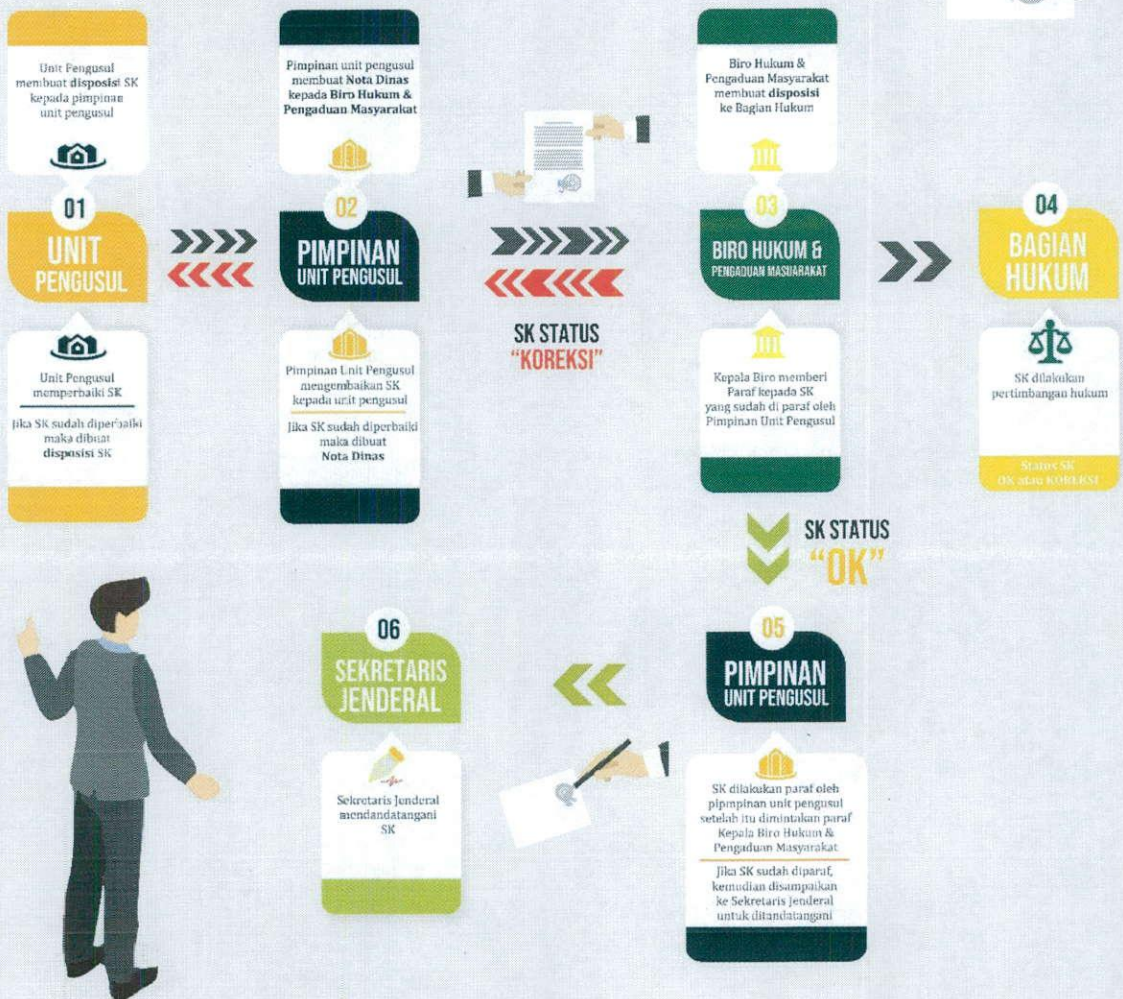 Unit Pengusul
membuat disposisi SK
kepada pimpinan
unit pengusul
01
UNIT
PENGUSUL
Unit Pengusul
memperbaiki SK
Jika SK sudah diperbaiki
maka dibuat
disposisi SK
Pimpinan unit pengusul
membuat Nota Dinas
kepada Biro Hukum &
Pengaduan Masyarakat
02
PIMPINAN
UNIT PENGUSUL
Pimpinan Unit Pengusul
mengembaikan SK
kepada unit pengusul
Jika SK sudah diperbaiki
maka dibuat
Nota Dinas
SK STATUS
"KOREKSI"
Biro Hukum &
Pengaduan Masyarakat
membuat disposisi
ke Bagian Hukum
03
BIRO HUKUM &
PENGADUAN MASUARAKAT
Kepala Biro memberi
Paraf kepada SK
yang sudah di paraf oleh
Pimpinan Unit Pengusul
04
BAGIAN
HUKUM
SK dilakukan
pertimbangan hukum
Status SK
OK atau KOREKSI
SK STATUS
"OK"
05
PIMPINAN
UNIT PENGUSUL
SK dilakukan paraf oleh
pipmpinan unit pengusul
setelah itu dimintakan paraf
Kepala Biro Hukum &
Pengaduan Masyarakat
Jika SK sudah diparaf,
kemudian disampaikan
ke Sekretaris Jenderal
untuk ditandatangani
06
SEKRETARIS
JENDERAL
Sekretaris Jenderal
mendandatangani
SK